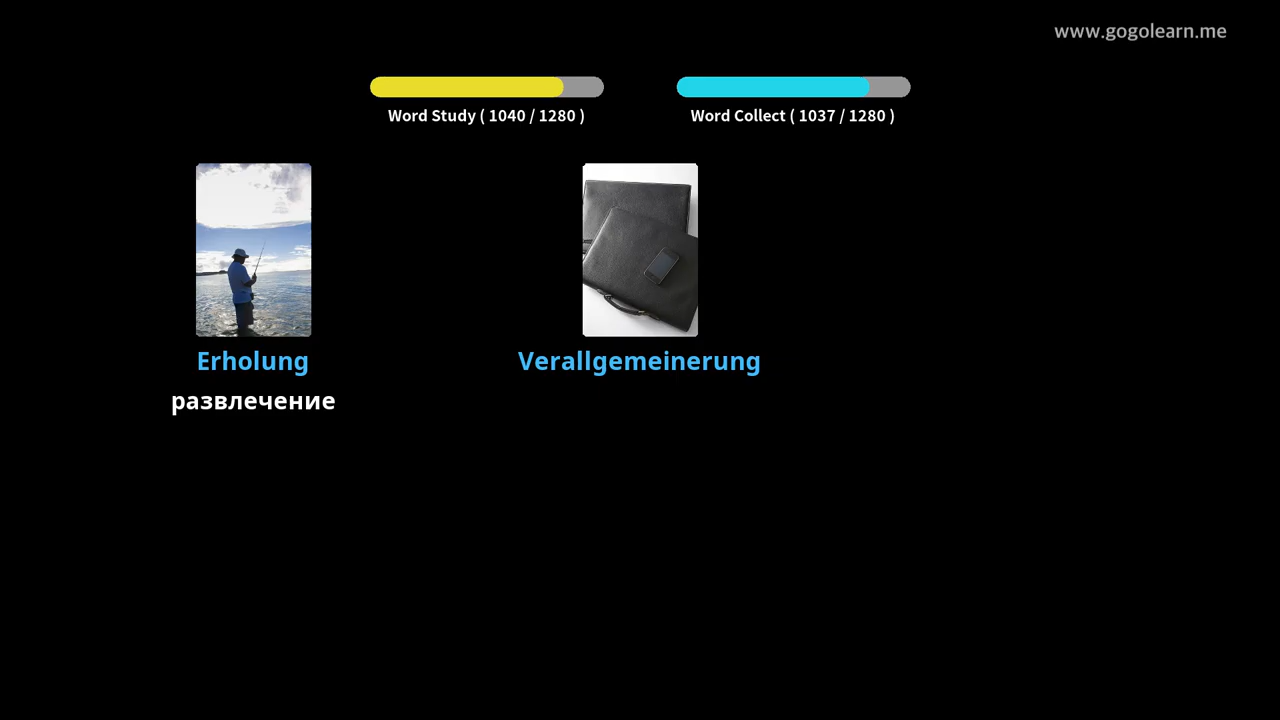 www.gogolearn.me
Word Study ( 1040 / 1280 )
Word Collect ( 1037 / 1280 )
Erholung
Verallgemeinerung
развлечение